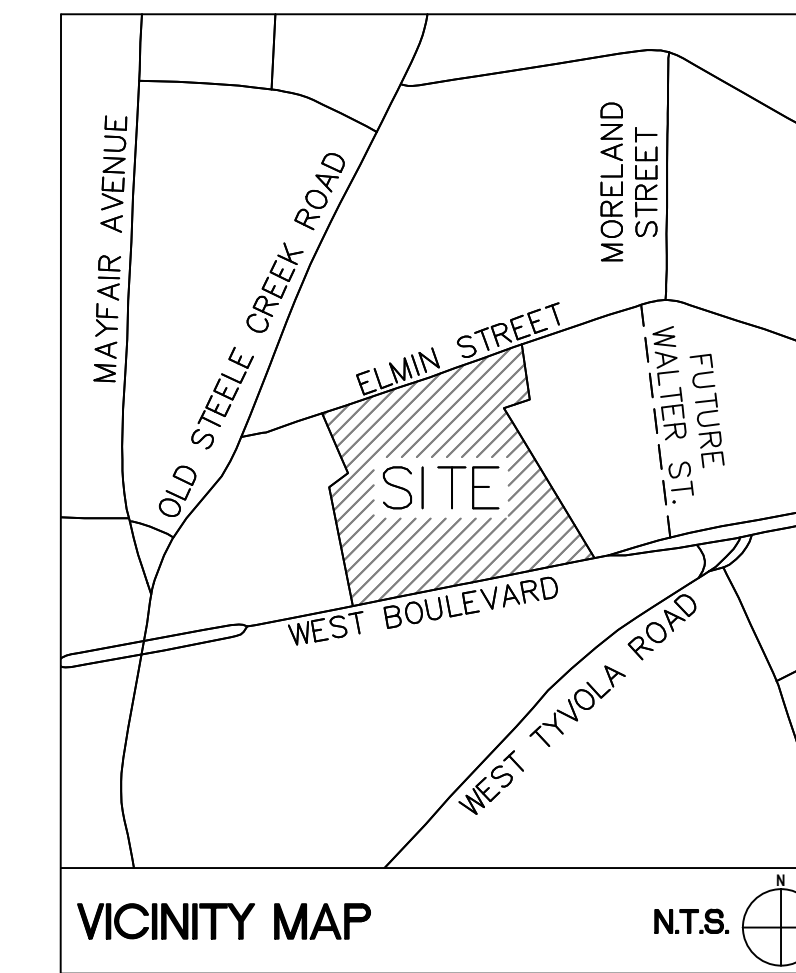 MAYFAIR AVENUE
OLD STEELE CREEK ROAD
MORELAND
STREET
ELMIN STREET
FUTURE
WALTER ST.
SITE
WEST BOULEVARD
WEST TYVOLA ROAD
VICINITY MAP
N.T.S.
N